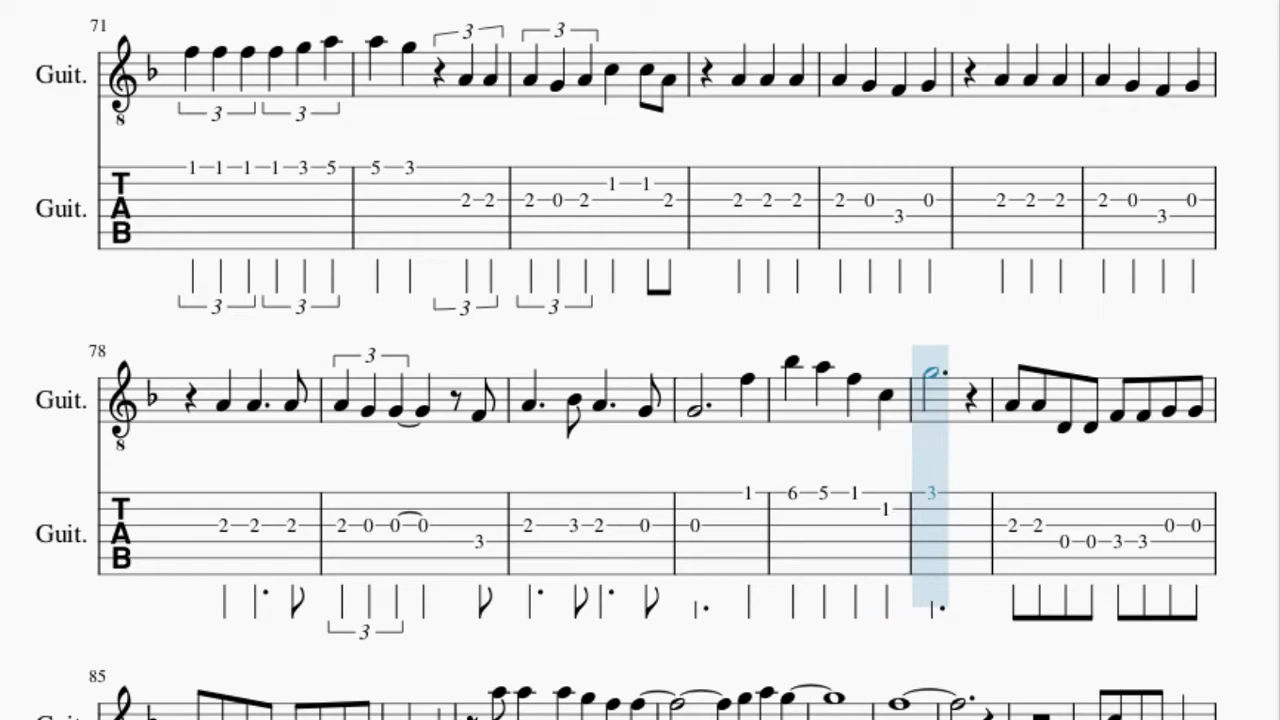 71
3 3
Guit.
8
3 3
1 1 1 1 3 5 5 3
T 1 1
Guit. A 2 2 2 0 2 2 2 2 2 2 0 0 2 2 2 2 0 0
B 3 3
3 3 3 3
78
3
Guit.
8
1 6 5 1 3
T 1
Guit. A 2 2 2 2 0 0 0 2 3 2 0 0 2 2 0 0
B 3 0 0 3 3
3
85